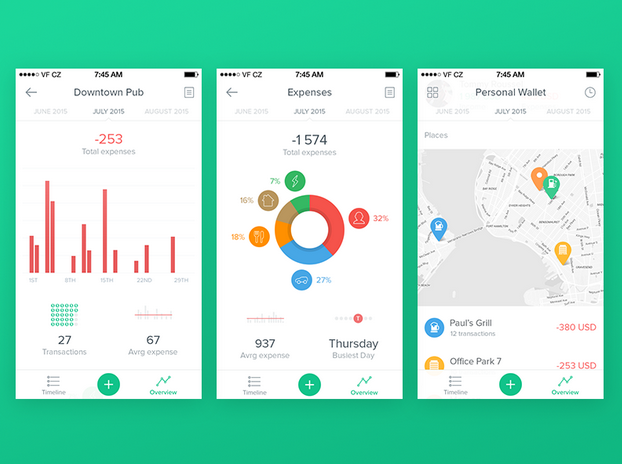 VF CZ 7:45 AM
Downtown Pub
JUNE 2015 JULY 2015 AUGUST 2015
-253
Total expenses
1ST 8TH 15TH 22ND 29TH
27
Transactions
67
Avrg expense
Timeline + Overview
VF CZ 7:45 AM
Expenses
JUNE 2015 JULY 2015 AUGUST 2015
-1 574
Total expenses
7%
16%
32%
18%
27%
T
937
Avrg expense
Thursday
Busiest Day
Timeline + Overview
VF CZ 7:45 AM
Personal Wallet
JUNE 2015 JULY 2015 AUGUST 2015
Places
Paul's Grill
-380 USD
12 transactions
Office Park 7
-253 USD
Timeline + Overview